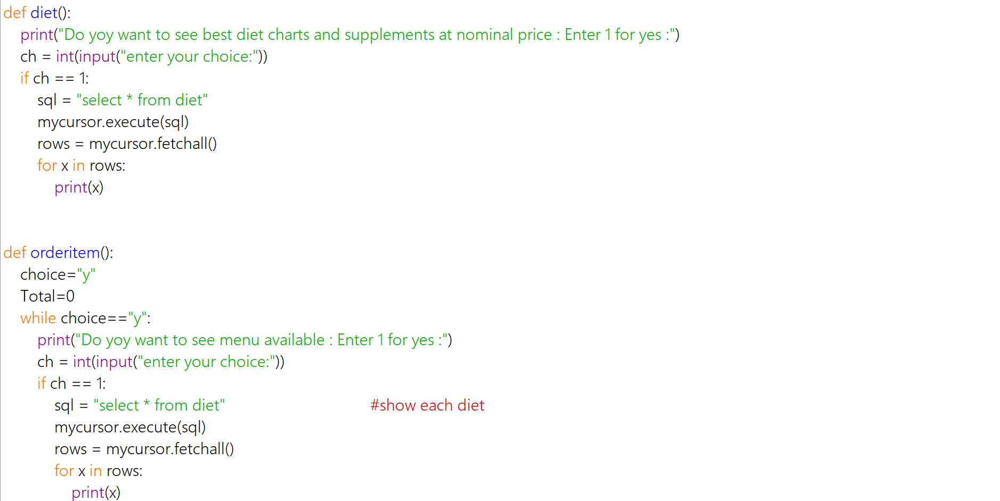 def diet():
    print("Do yoy want to see best diet charts and supplements at nominal price : Enter 1 for yes :")
    ch = int(input("enter your choice:"))
    if ch == 1:
        sql = "select * from diet"
        mycursor.execute(sql)
        rows = mycursor.fetchall()
        for x in rows:
            print(x)
def orderitem():
    choice="y"
    Total=0
    while choice=="y":
        print("Do yoy want to see menu available : Enter 1 for yes :")
        ch = int(input("enter your choice:"))
        if ch == 1:
            sql = "select * from diet"                                  #show each diet
            mycursor.execute(sql)
            rows = mycursor.fetchall()
            for x in rows:
                print(x)